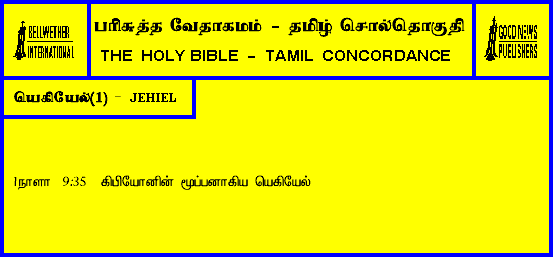 BELLWETHER
INTERNATIONAL
பரிசுத்த வேதாகமம் - தமிழ் சொல்தொகுதி
THE HOLY BIBLE - TAMIL CONCORDANCE
GOOD NEWS
PUBLISHERS
யெகியேல்(1) - JEHIEL
1நாளா 9:35 கிபியோனின் மூப்பனாகிய யெகியேல்